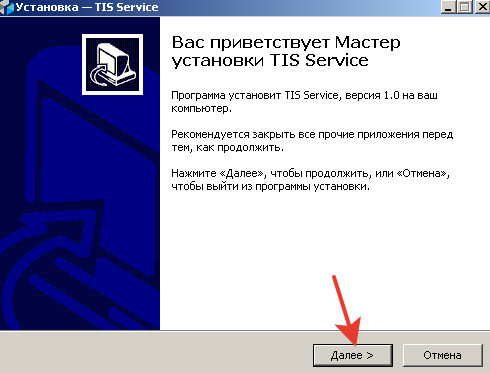 Установка — TIS Service
Вас приветствует Мастер
установки TIS Service
Программа установит TIS Service, версия 1.0 на ваш
компьютер.
Рекомендуется закрыть все прочие приложения перед
тем, как продолжить.
Нажмите «Далее», чтобы продолжить, или «Отмена»,
чтобы выйти из программы установки.
Далее >
Отмена